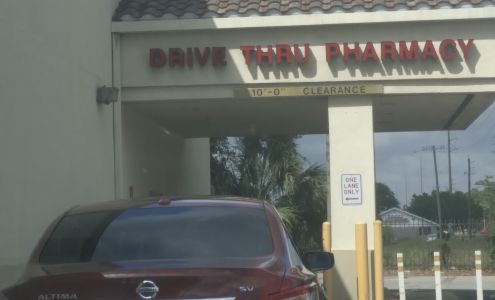 DRIVE THRU PHARMACY
10'-0" CLEARANCE
ONE
LANE
ONLY
ALTIMA
SV